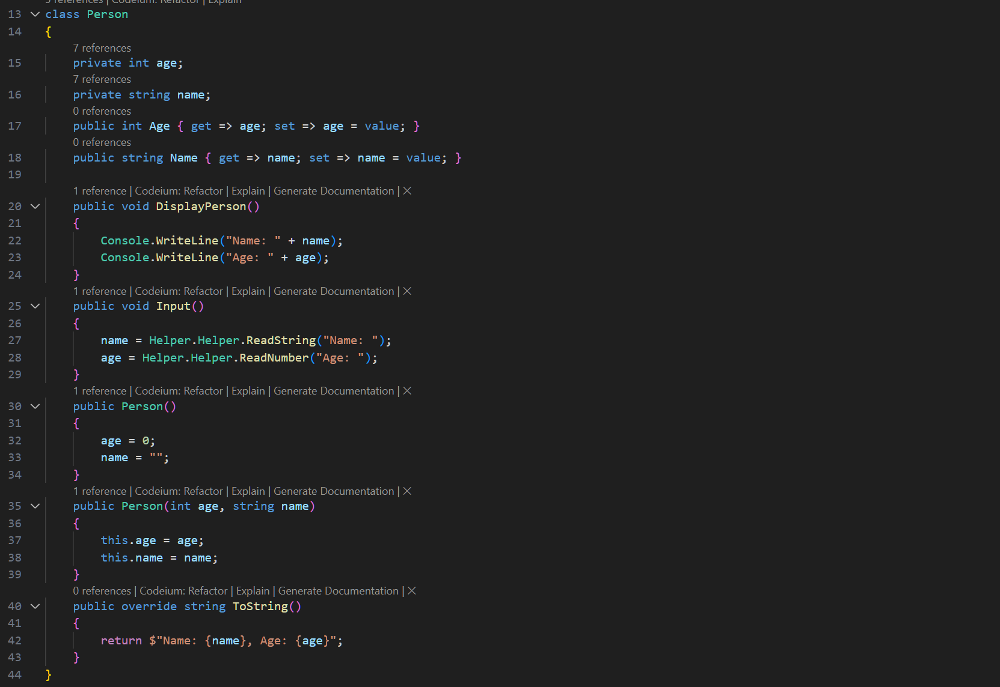 5 references | Codeium: Refactor | Explain
13 class Person
14 {
7 references
15 private int age;
7 references
16 private string name;
0 references
17 public int Age { get => age; set => age = value; }
0 references
18 public string Name { get => name; set => name = value; }
19
1 reference | Codeium: Refactor | Explain | Generate Documentation | ✕
20 public void DisplayPerson()
21 {
22 Console.WriteLine("Name: " + name);
23 Console.WriteLine("Age: " + age);
24 }
1 reference | Codeium: Refactor | Explain | Generate Documentation | ✕
25 public void Input()
26 {
27 name = Helper.Helper.ReadString("Name: ");
28 age = Helper.Helper.ReadNumber("Age: ");
29 }
1 reference | Codeium: Refactor | Explain | Generate Documentation | ✕
30 public Person()
31 {
32 age = 0;
33 name = "";
34 }
1 reference | Codeium: Refactor | Explain | Generate Documentation | ✕
35 public Person(int age, string name)
36 {
37 this.age = age;
38 this.name = name;
39 }
0 references | Codeium: Refactor | Explain | Generate Documentation | ✕
40 public override string ToString()
41 {
42 return $"Name: {name}, Age: {age}";
43 }
44 }